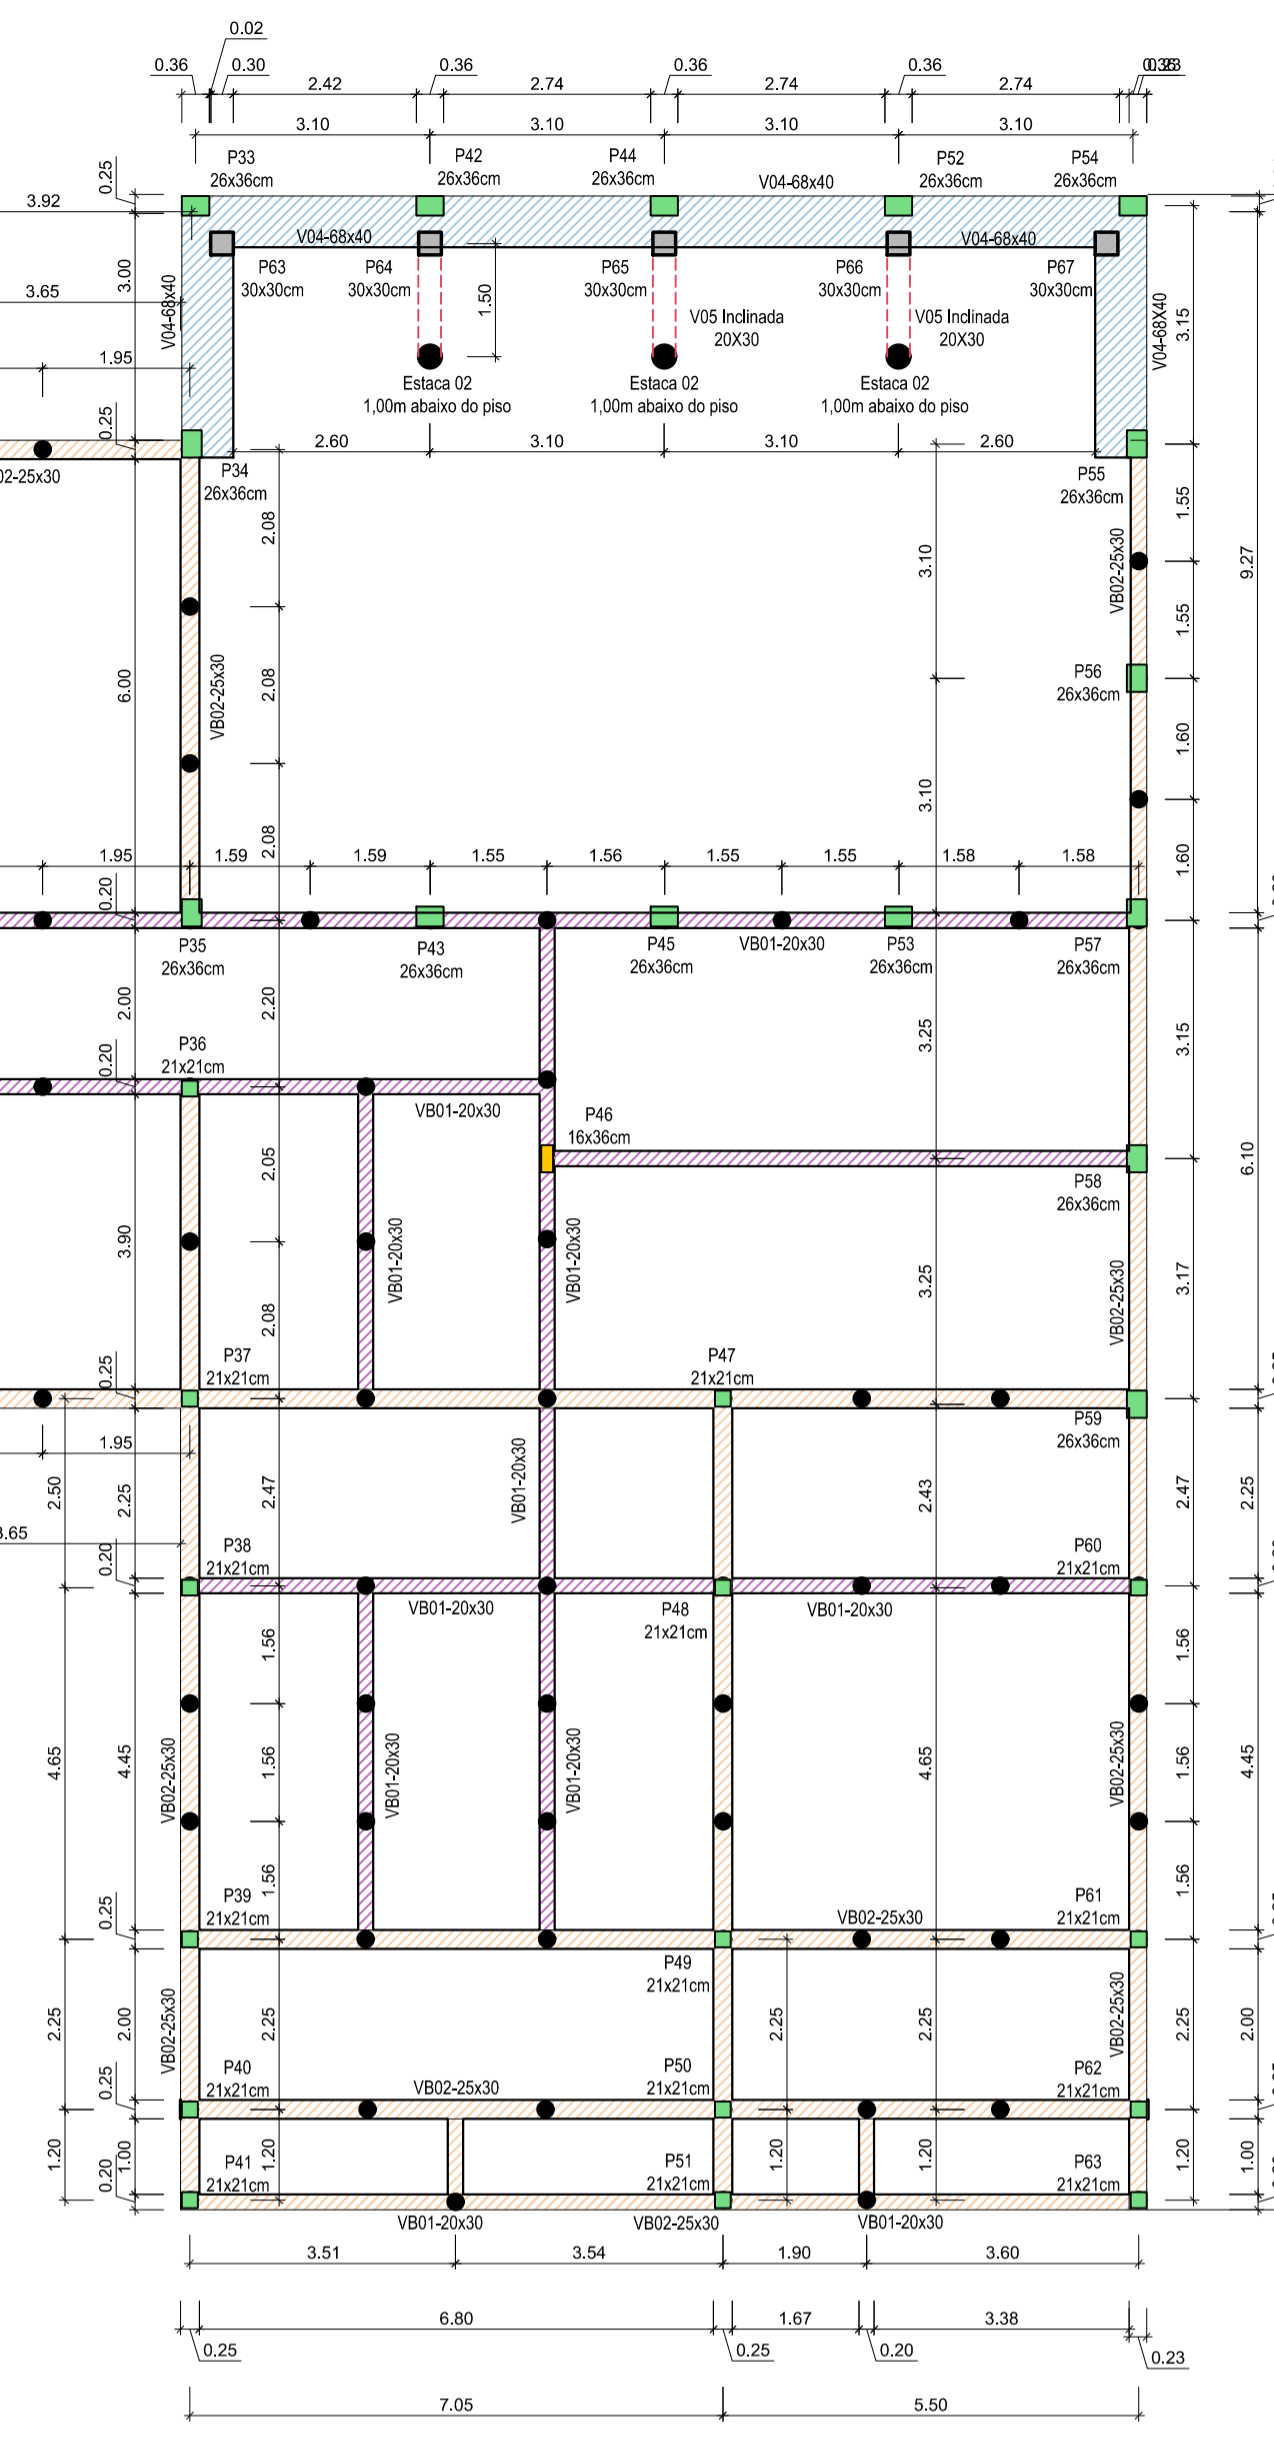 0.02
0.36
0.30
2.42
0.36
2.74
0.36
2.74
0.36
2.74
3.10
3.10
3.10
3.10
P33
26x36cm
P42
26x36cm
P44
26x36cm
V04-68x40
P52
26x36cm
P54
26x36cm
0.25
3.92
V04-68x40
V04-68x40
P63
30x30cm
P64
30x30cm
P65
30x30cm
P66
30x30cm
P67
30x30cm
3.00
3.65
V04-68x40
1.50
V05 Inclinada
20X30
V05 Inclinada
20X30
V04-68X40
3.15
1.95
Estaca 02
1,00m abaixo do piso
Estaca 02
1,00m abaixo do piso
Estaca 02
1,00m abaixo do piso
0.25
2.60
3.10
3.10
2.60
02-25x30
P34
26x36cm
P55
26x36cm
2.08
3.10
1.55
VB02-25x30
9.27
1.55
6.00
VB02-25x30
2.08
P56
26x36cm
1.60
3.10
2.08
1.60
1.95
1.59
1.59
1.55
1.56
1.55
1.55
1.58
1.58
0.20
P35
26x36cm
P43
26x36cm
P45
26x36cm
VB01-20x30
P53
26x36cm
P57
26x36cm
2.00
2.20
3.25
3.15
0.20
P36
21x21cm
VB01-20x30
P46
16x36cm
2.05
P58
26x36cm
6.10
3.90
VB01-20x30
VB01-20x30
3.25
VB02-25x30
3.17
2.08
0.25
P37
21x21cm
P47
21x21cm
P59
26x36cm
1.95
2.50
2.25
2.47
VB01-20x30
2.43
2.47
2.25
3.65
0.20
P38
21x21cm
P60
21x21cm
VB01-20x30
P48
21x21cm
VB01-20x30
1.56
1.56
4.65
4.45
VB02-25x30
1.56
VB01-20x30
VB01-20x30
4.65
VB02-25x30
1.56
4.45
1.56
1.56
0.25
P39
21x21cm
VB02-25x30
P61
21x21cm
P49
21x21cm
2.25
2.00
VB02-25x30
2.25
2.25
2.25
VB02-25x30
2.25
2.00
0.25
P40
21x21cm
VB02-25x30
P50
21x21cm
P62
21x21cm
1.20
0.20
1.00
P41
21x21cm
1.20
P51
21x21cm
1.20
1.20
P63
21x21cm
1.20
1.00
VB01-20x30
VB02-25x30
VB01-20x30
3.51
3.54
1.90
3.60
6.80
1.67
3.38
0.25
0.25
0.20
0.23
7.05
5.50